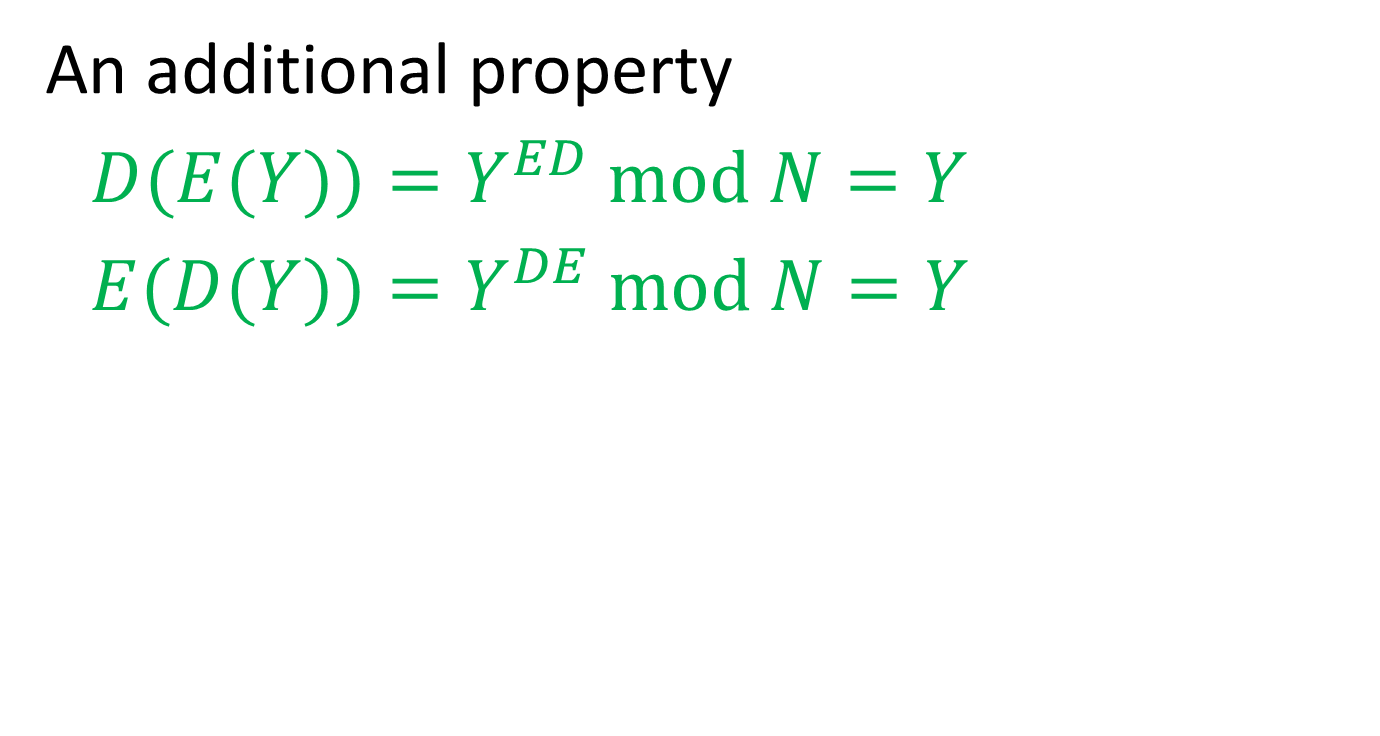 An additional property
D(E(Y)) = Y^{ED} mod N = Y
E(D(Y)) = Y^{DE} mod N = Y